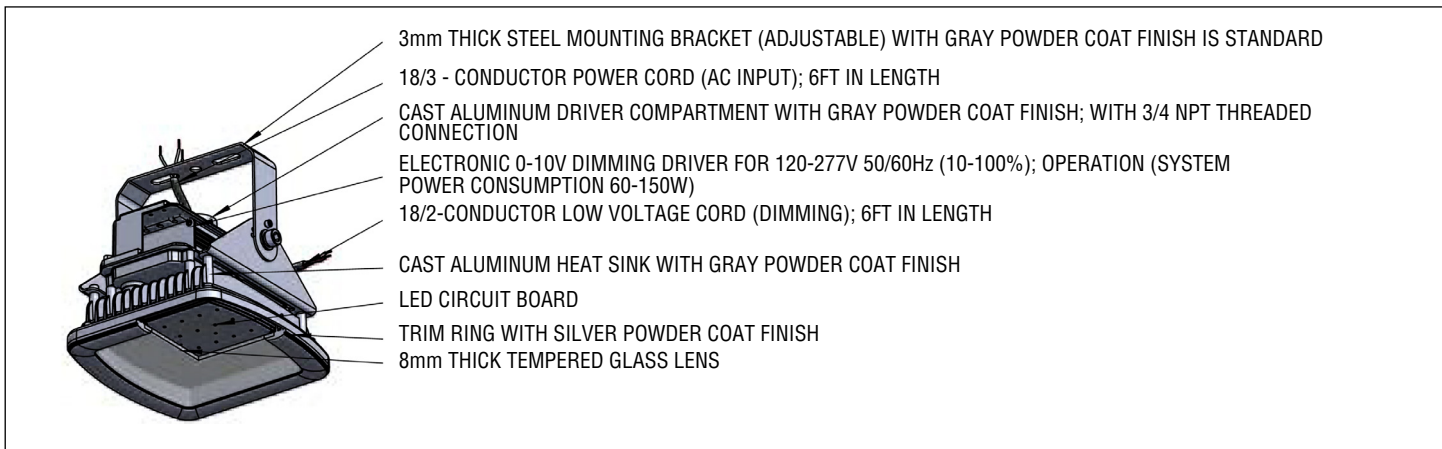 3mm THICK STEEL MOUNTING BRACKET (ADJUSTABLE) WITH GRAY POWDER COAT FINISH IS STANDARD
18/3 - CONDUCTOR POWER CORD (AC INPUT); 6FT IN LENGTH
CAST ALUMINUM DRIVER COMPARTMENT WITH GRAY POWDER COAT FINISH; WITH 3/4 NPT THREADED
CONNECTION
ELECTRONIC 0-10V DIMMING DRIVER FOR 120-277V 50/60Hz (10-100%); OPERATION (SYSTEM
POWER CONSUMPTION 60-150W)
18/2-CONDUCTOR LOW VOLTAGE CORD (DIMMING); 6FT IN LENGTH
CAST ALUMINUM HEAT SINK WITH GRAY POWDER COAT FINISH
LED CIRCUIT BOARD
TRIM RING WITH SILVER POWDER COAT FINISH
8mm THICK TEMPERED GLASS LENS